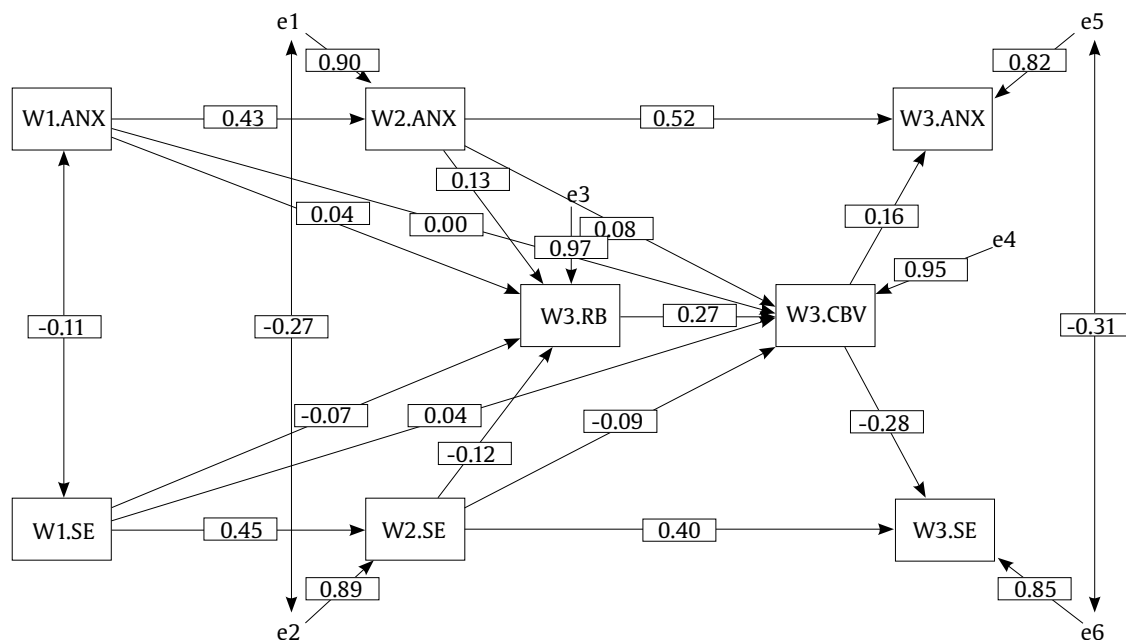 e1
e5
0.90
0.82
W1.ANX
0.43
W2.ANX
0.52
W3.ANX
0.13
e3
0.04
0.00
0.08
0.16
0.97
e4
0.95
W3.RB
0.27
W3.CBV
-0.11
-0.27
-0.31
-0.07
0.04
-0.09
-0.28
-0.12
W1.SE
0.45
W2.SE
0.40
W3.SE
0.89
0.85
e2
e6